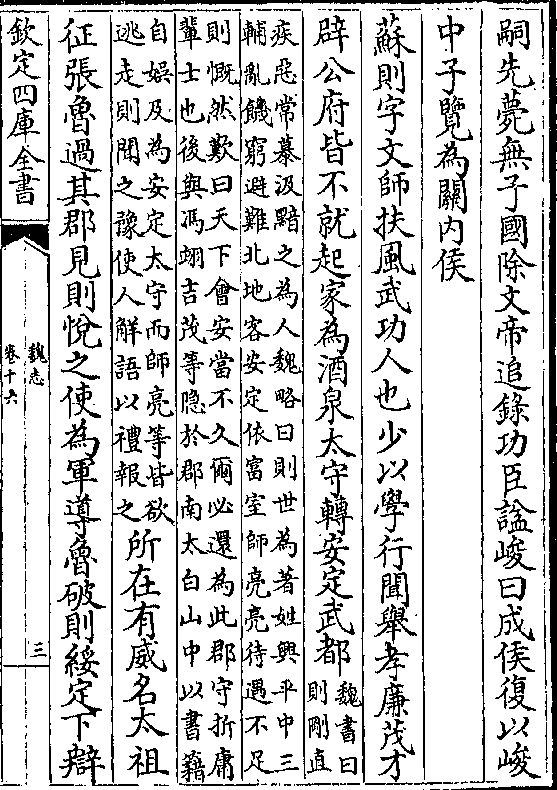 嗣先薨無子國除文帝追錄功臣諡峻曰成侯復以峻
中子覽為關內侯
蘇則字文師扶風武功人也少以學行聞舉孝廉茂才
辟公府皆不就起家為酒泉太守轉安定武都
魏書曰
則剛直
疾惡常慕汲黯之為人魏略曰則世為著姓興平中三
輔亂饑窮避難北地客安定依富室師亮亮待遇不足
則慨然歎曰天下會安當不久爾必還為此郡守折庸
輩士也後與馮翊吉茂等隱於郡南太白山中以書籍
自娛及為安定太守而師亮等皆欲
逃走則聞之豫使人解語以禮報之
所在有威名太祖
征張魯過其郡見則悅之使為軍導魯破則綏定下辯
欽定四庫全書
魏志
卷十六
三